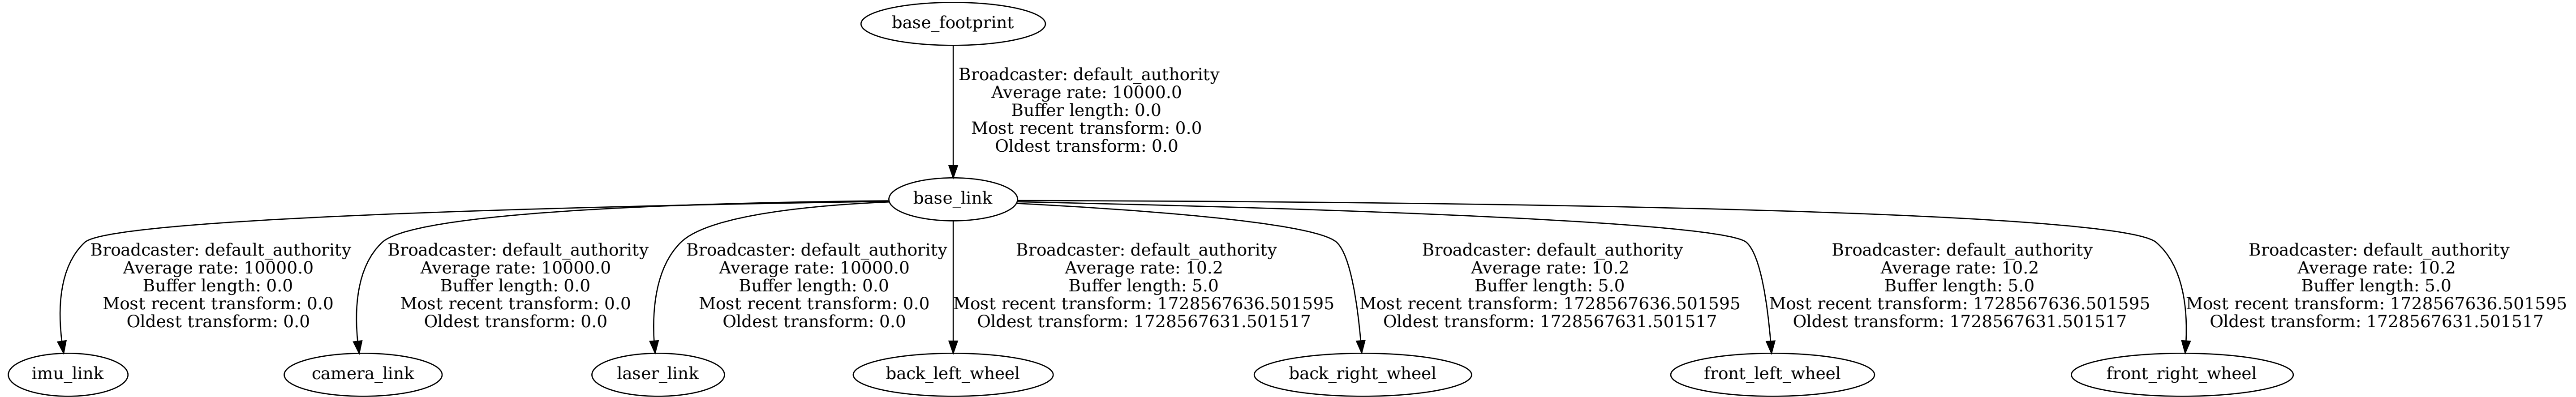 base_footprint
Broadcaster: default_authority
Average rate: 10000.0
Buffer length: 0.0
Most recent transform: 0.0
Oldest transform: 0.0
base_link
Broadcaster: default_authority
Average rate: 10000.0
Buffer length: 0.0
Most recent transform: 0.0
Oldest transform: 0.0
Broadcaster: default_authority
Average rate: 10000.0
Buffer length: 0.0
Most recent transform: 0.0
Oldest transform: 0.0
Broadcaster: default_authority
Average rate: 10000.0
Buffer length: 0.0
Most recent transform: 0.0
Oldest transform: 0.0
Broadcaster: default_authority
Average rate: 10.2
Buffer length: 5.0
Most recent transform: 1728567636.501595
Oldest transform: 1728567631.501517
Broadcaster: default_authority
Average rate: 10.2
Buffer length: 5.0
Most recent transform: 1728567636.501595
Oldest transform: 1728567631.501517
Broadcaster: default_authority
Average rate: 10.2
Buffer length: 5.0
Most recent transform: 1728567636.501595
Oldest transform: 1728567631.501517
Broadcaster: default_authority
Average rate: 10.2
Buffer length: 5.0
Most recent transform: 1728567636.501595
Oldest transform: 1728567631.501517
imu_link
camera_link
laser_link
back_left_wheel
back_right_wheel
front_left_wheel
front_right_wheel